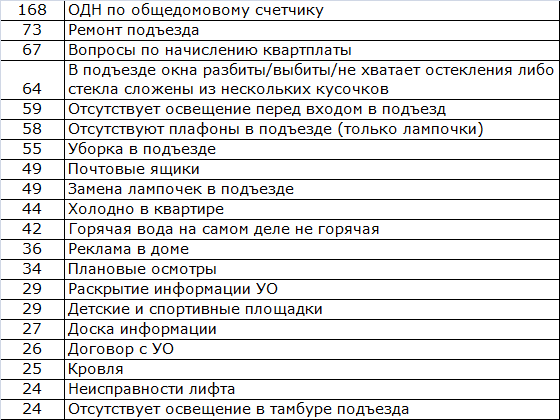 168 ОДН по общедомовому счетчику
73 Ремонт подъезда
67 Вопросы по начислению квартплаты
В подъезде окна разбиты/выбиты/не хватает остекления либо
64 стекла сложены из нескольких кусочков
59 Отсутствует освещение перед входом в подъезд
58 Отсутствуют плафоны в подъезде (только лампочки)
55 Уборка в подъезде
49 Почтовые ящики
49 Замена лампочек в подъезде
44 Холодно в квартире
42 Горячая вода на самом деле не горячая
36 Реклама в доме
34 Плановые осмотры
29 Раскрытие информации УО
29 Детские и спортивные площадки
27 Доска информации
26 Договор с УО
25 Кровля
24 Неисправности лифта
24 Отсутствует освещение в тамбуре подъезда